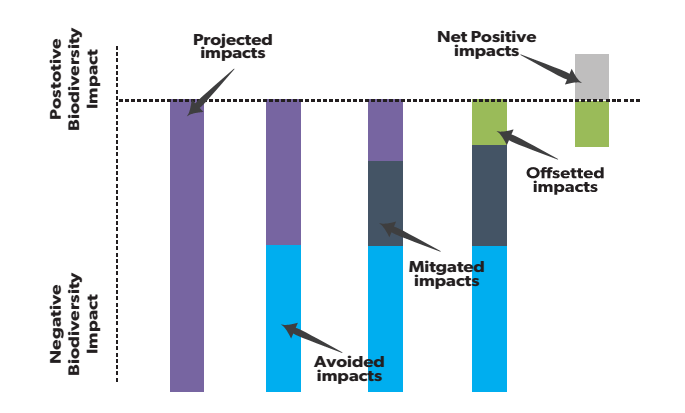 Postotive
Biodiversity
Impact
Projected
impacts
Net Positive
impacts
Offsetted
impacts
Mitgated
impacts
Negative
Biodiversity
Impact
Avoided
impacts